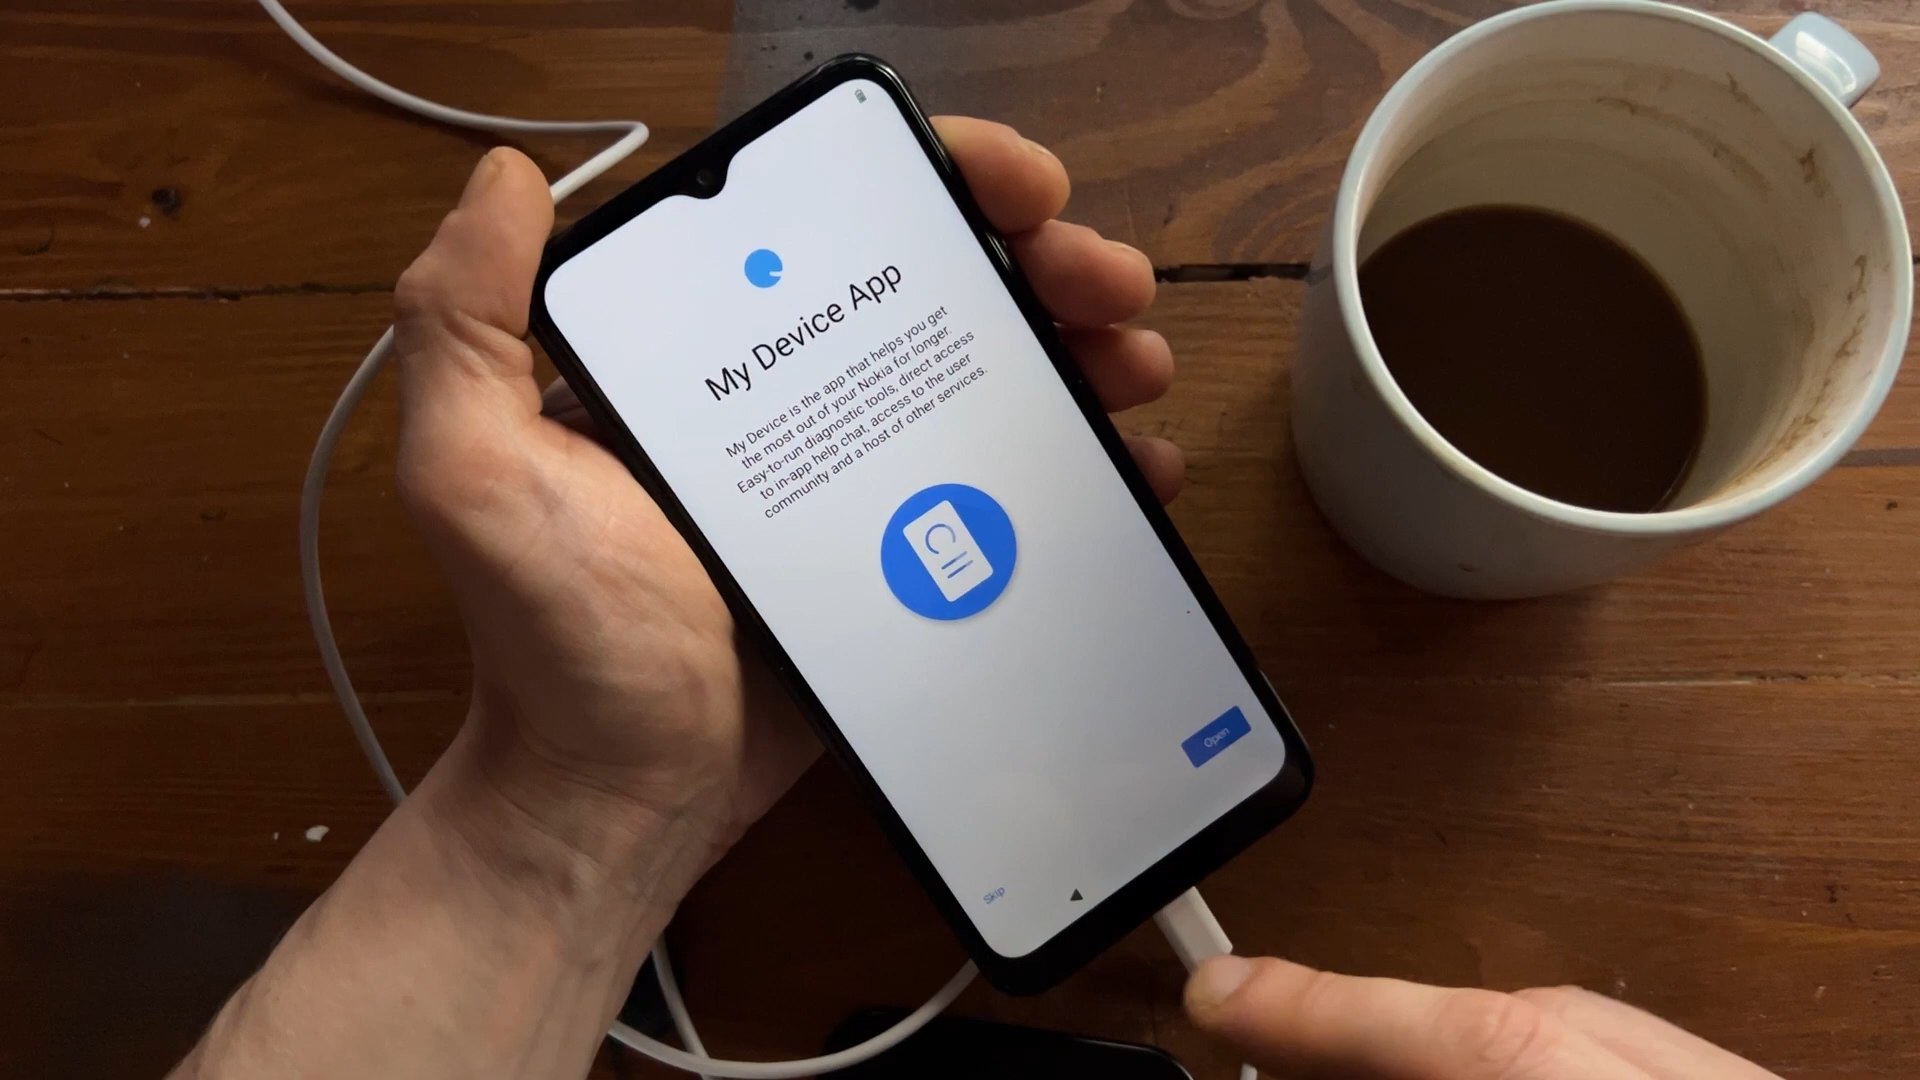 My Device App
My Device is the app that helps you get
the most out of your Nokia for longer.
Easy-to-run diagnostic tools, direct access
to in-app help chat, access to the user
community and a host of other services.
Open
Skip